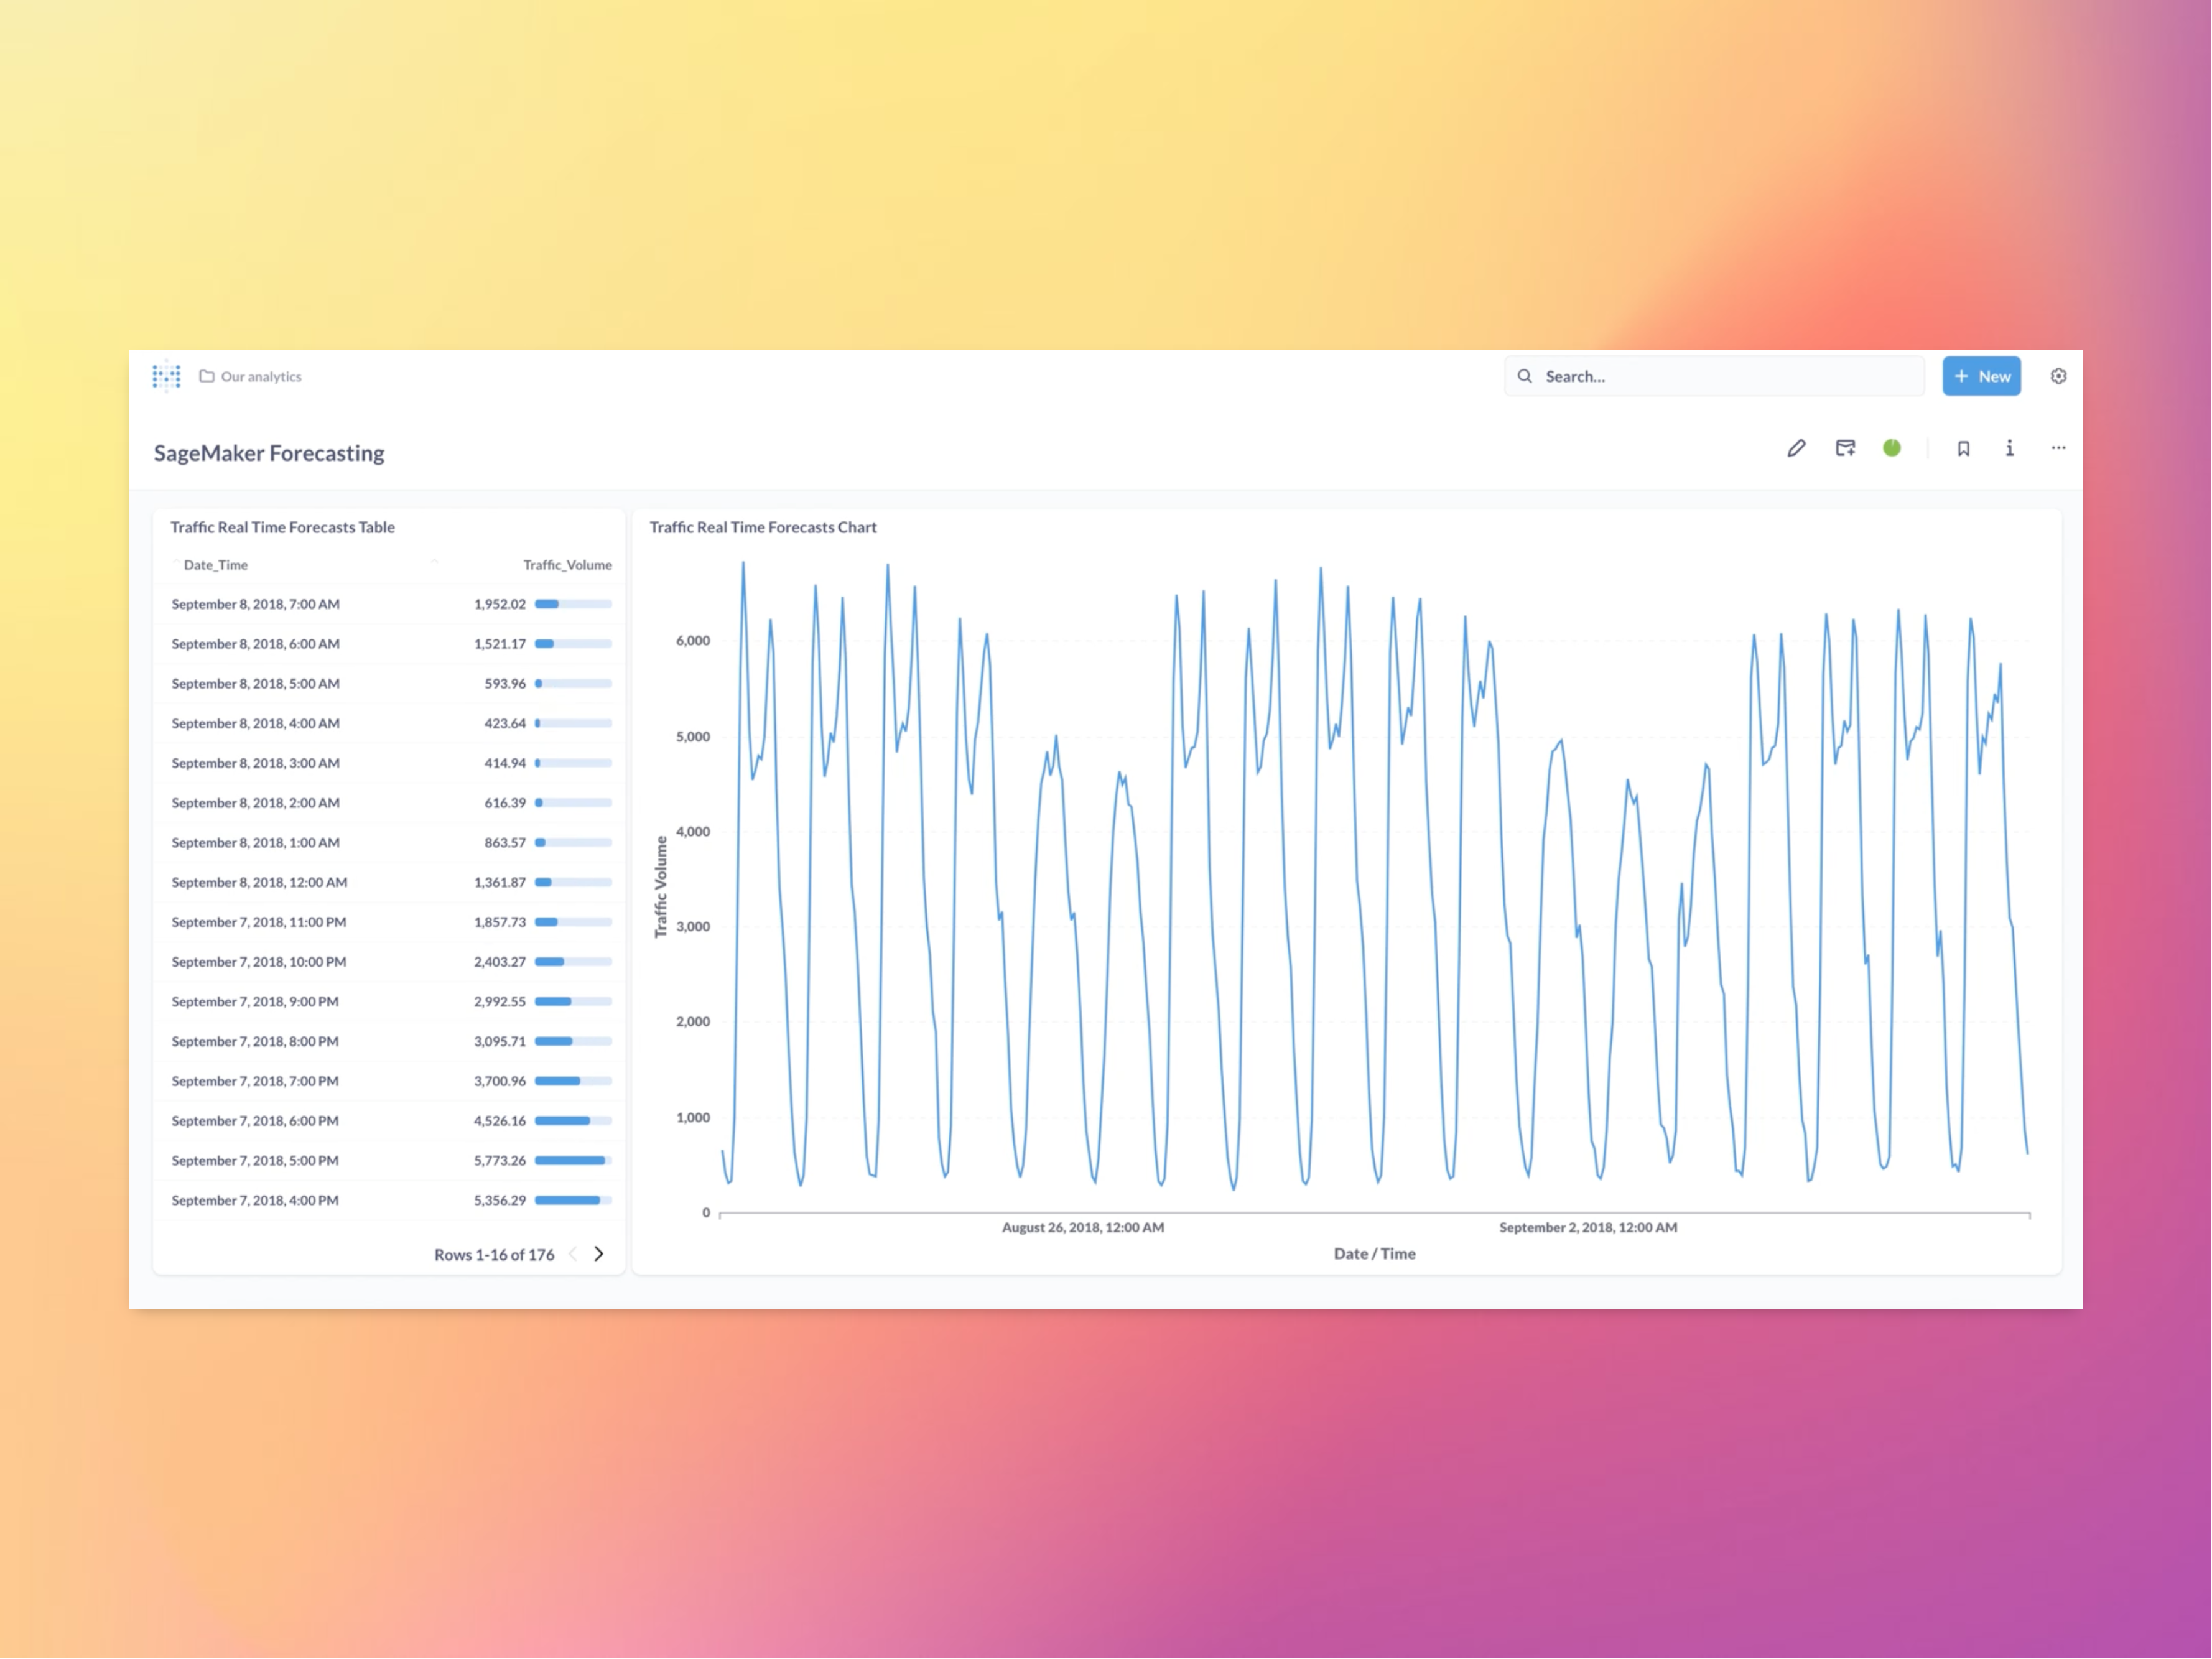 Our analytics
Search...
+ New
SageMaker Forecasting
Traffic Real Time Forecasts Table
Date_Time Traffic_Volume
September 8, 2018, 7:00 AM 1,952.02
September 8, 2018, 6:00 AM 1,521.17
September 8, 2018, 5:00 AM 593.96
September 8, 2018, 4:00 AM 423.64
September 8, 2018, 3:00 AM 414.94
September 8, 2018, 2:00 AM 616.39
September 8, 2018, 1:00 AM 863.57
September 8, 2018, 12:00 AM 1,361.87
September 7, 2018, 11:00 PM 1,857.73
September 7, 2018, 10:00 PM 2,403.27
September 7, 2018, 9:00 PM 2,992.55
September 7, 2018, 8:00 PM 3,095.71
September 7, 2018, 7:00 PM 3,700.96
September 7, 2018, 6:00 PM 4,526.16
September 7, 2018, 5:00 PM 5,773.26
September 7, 2018, 4:00 PM 5,356.29
Rows 1-16 of 176
Traffic Real Time Forecasts Chart
Traffic Volume
6,000
5,000
4,000
3,000
2,000
1,000
0
August 26, 2018, 12:00 AM September 2, 2018, 12:00 AM
Date / Time